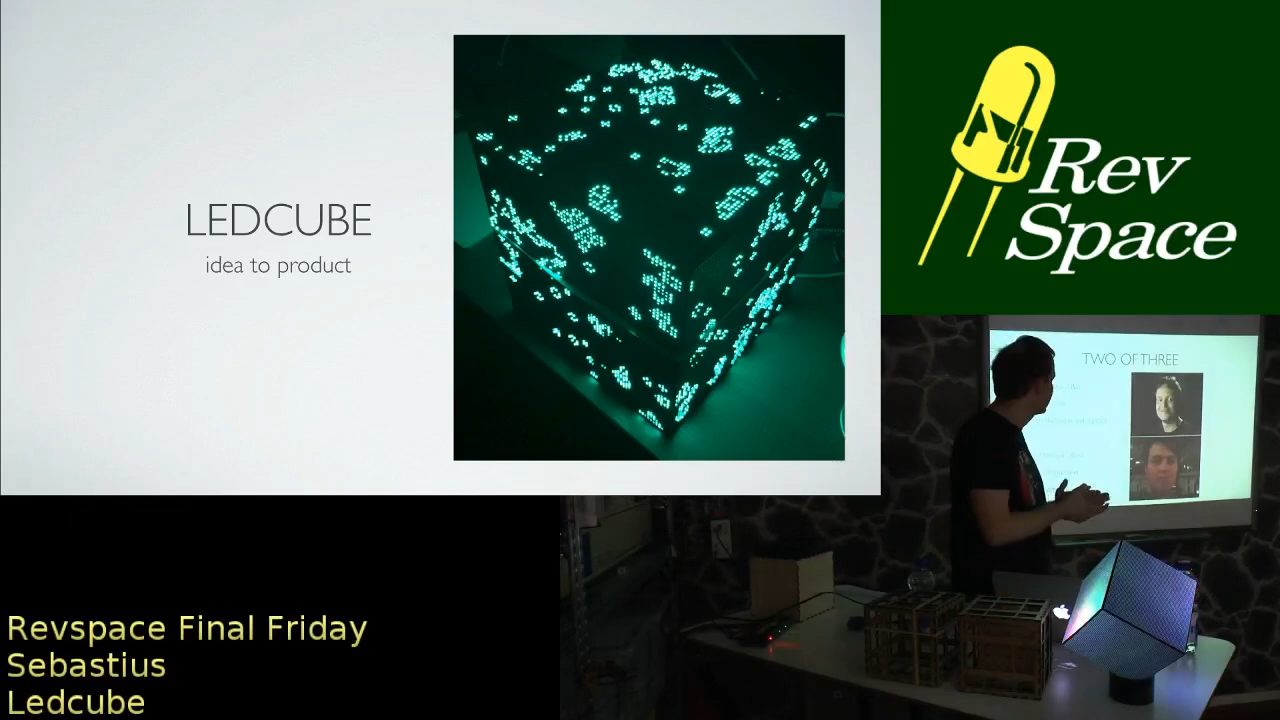 LEDCUBE
idea to product
Rev
Space
TWO OF THREE
Revspace Final Friday
Sebastius
Ledcube